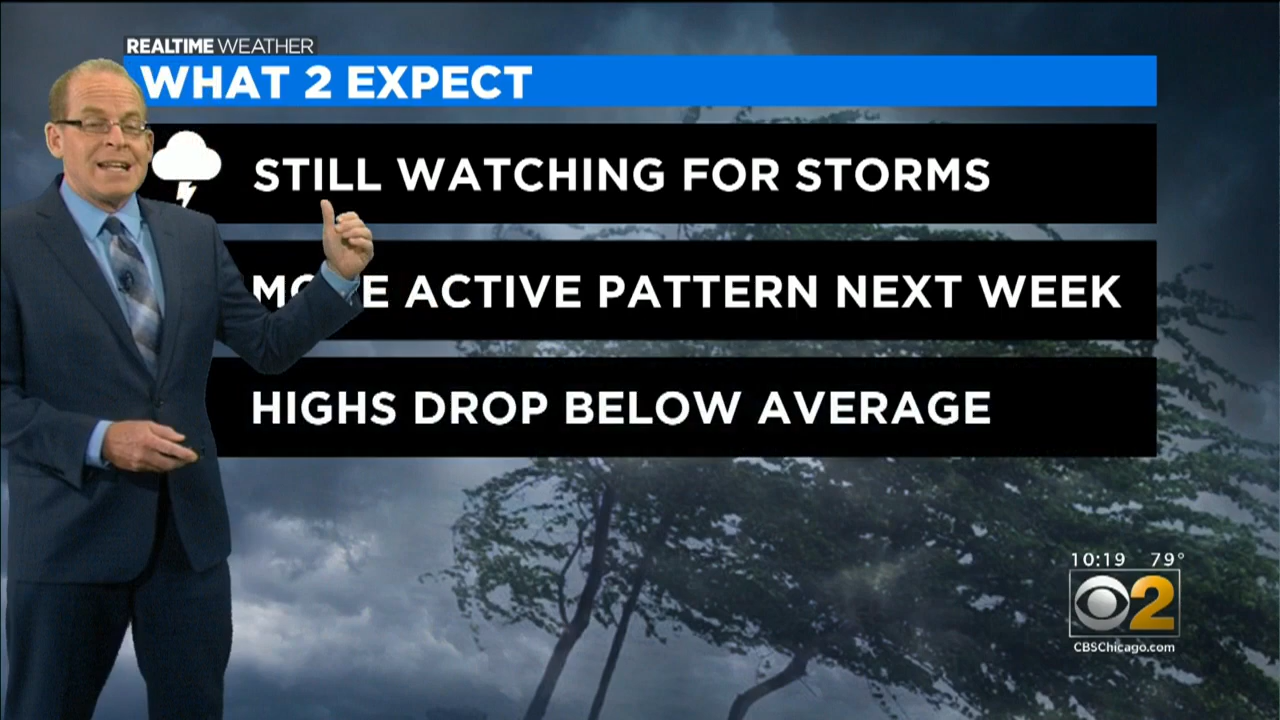 REALTIME WEATHER
WHAT 2 EXPECT
STILL WATCHING FOR STORMS
ACTIVE PATTERN NEXT WEEK
HIGHS DROP BELOW AVERAGE
10:19 79°
2
CBSChicago.com